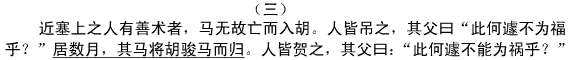 （三）
近塞上之人有善术者，马无故亡而入胡。人皆吊之，其父曰“此何遽不为福
乎？”居数月，其马将胡骏马而归。人皆贺之，其父曰：“此何遽不能为祸乎？”